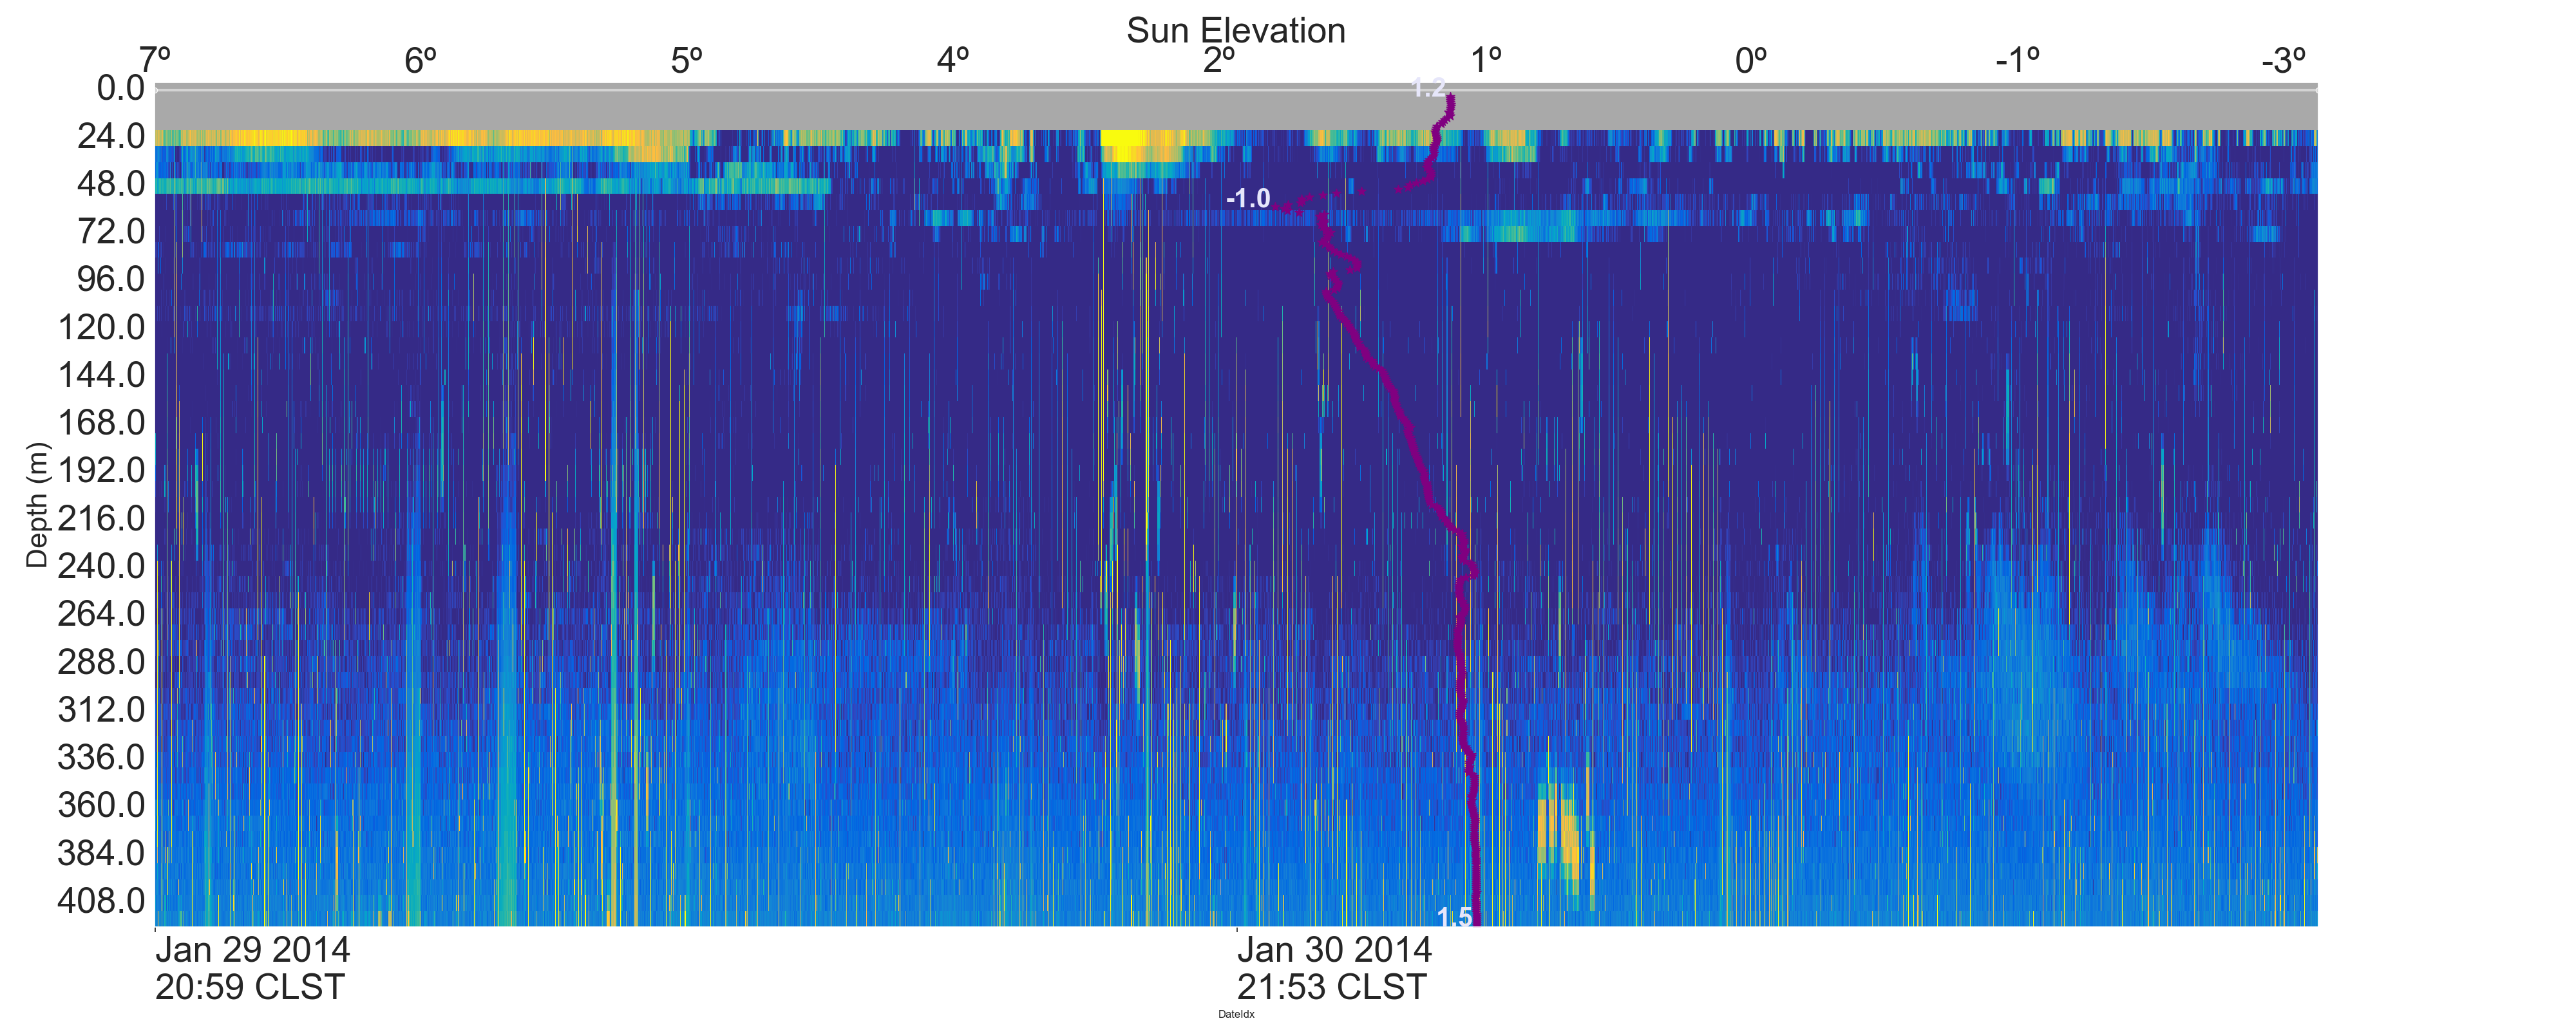 Sun Elevation
7º 6º 5º 4º 2º 1º 0º -1º -3º
0.0
24.0
48.0
72.0
96.0
120.0
144.0
168.0
192.0
216.0
240.0
264.0
288.0
312.0
336.0
360.0
384.0
408.0
Depth (m)
1.2
-1.0
1.5
Jan 29 2014
20:59 CLST
Jan 30 2014
21:53 CLST
DateIdx